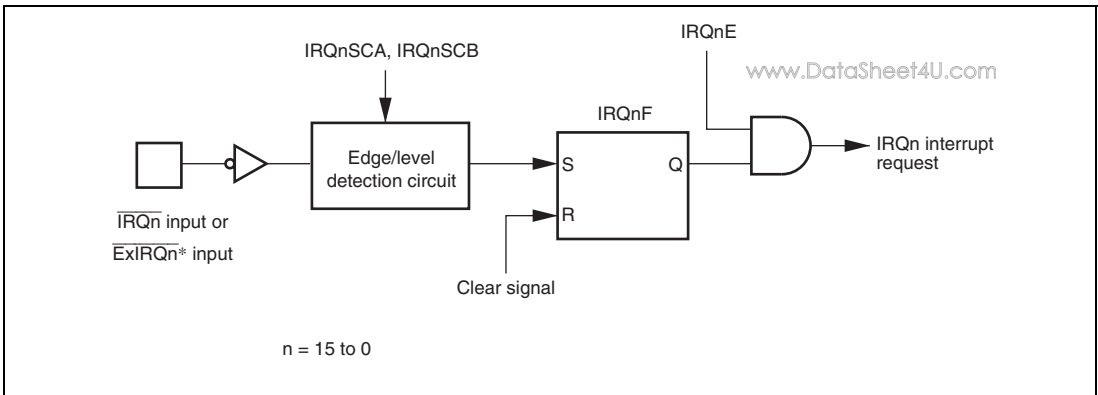 IRQnE
IRQnSCA, IRQnSCB
www.DataSheet4U.com
IRQnF
Edge/level
detection circuit
S
Q
R
IRQn interrupt
request
IRQn input or
ExIRQn* input
Clear signal
n = 15 to 0